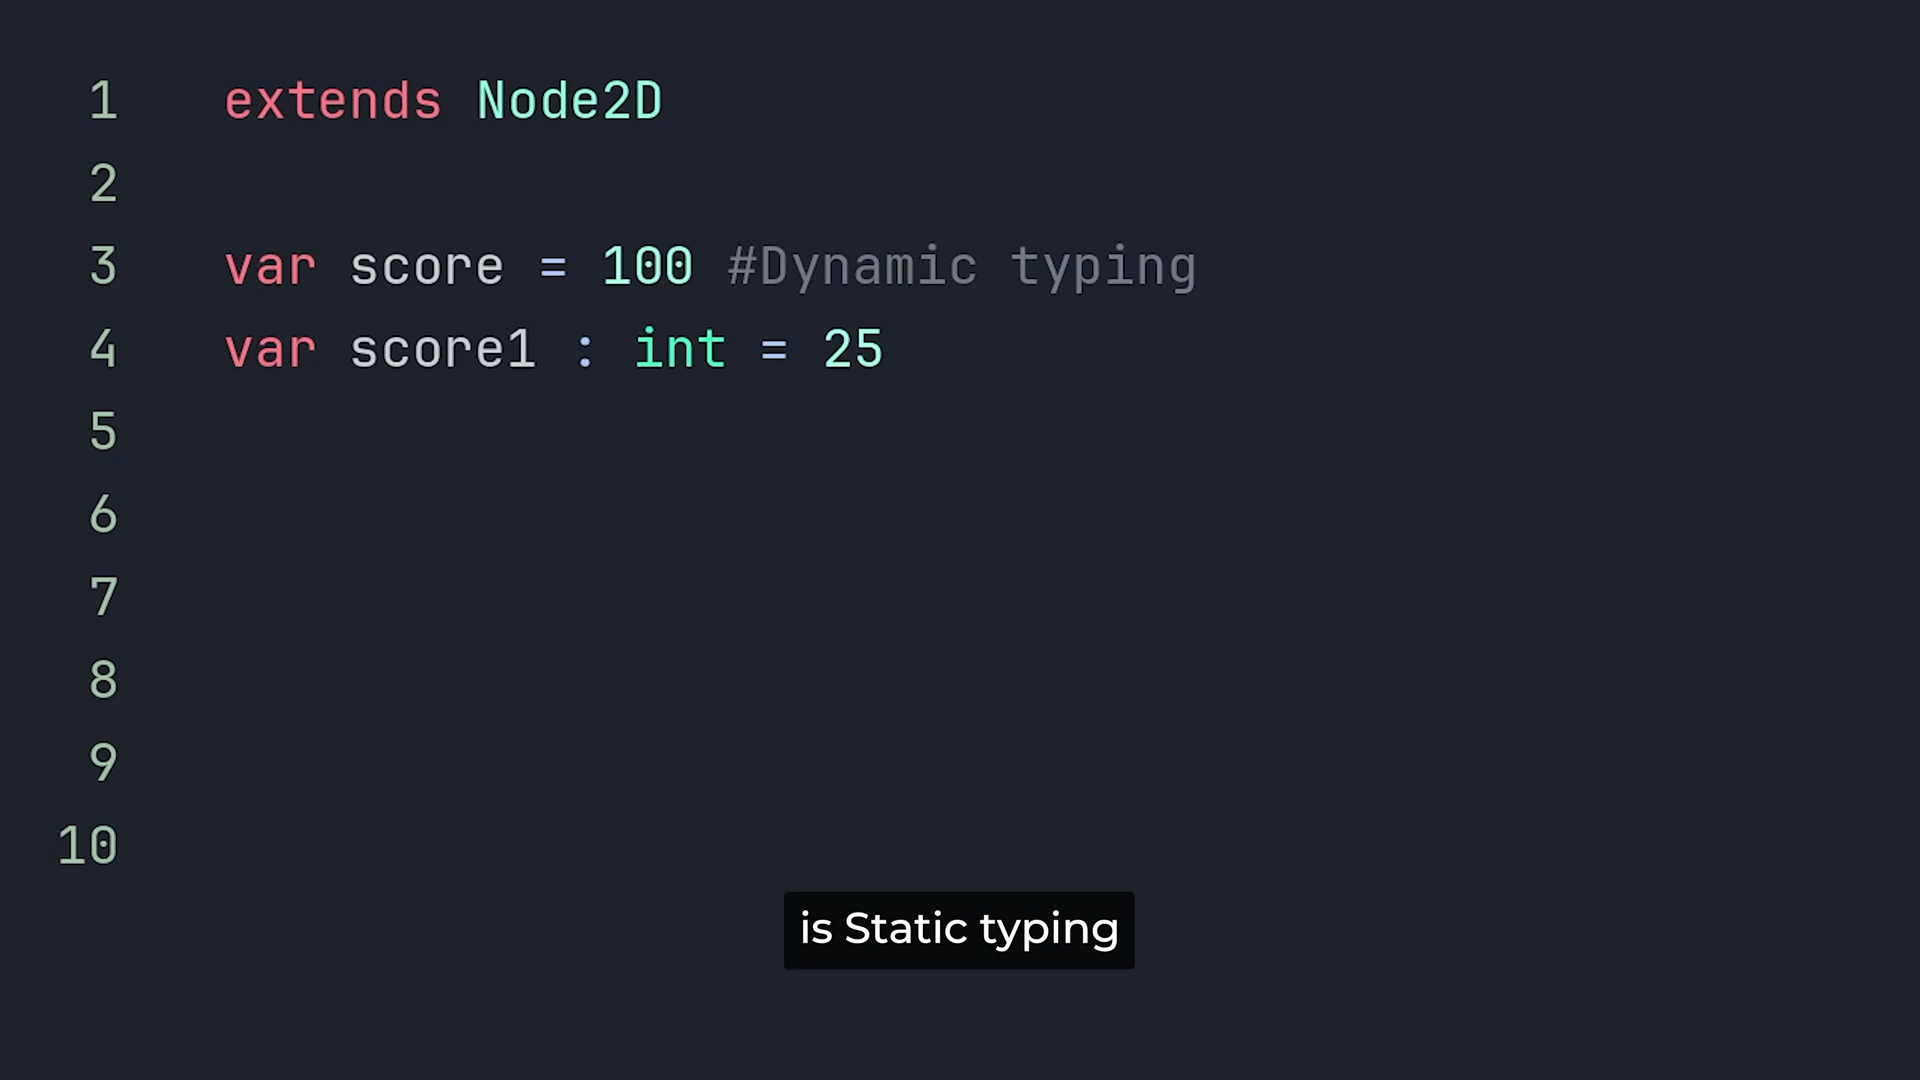 1 extends Node2D
2
3 var score = 100 #Dynamic typing
4 var score1 : int = 25
5
6
7
8
9
10
is Static typing